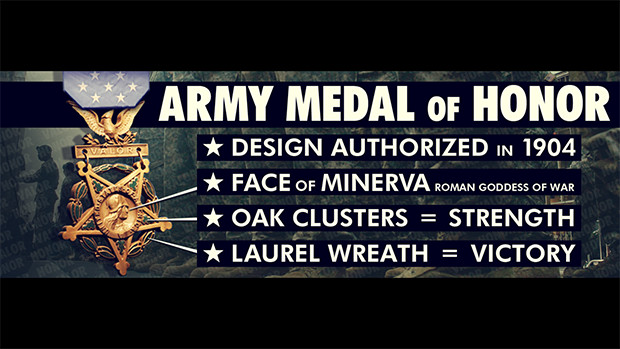 ARMY MEDAL OF HONOR
VALOR
★ DESIGN AUTHORIZED IN 1904
★ FACE OF MINERVA ROMAN GODDESS OF WAR
★ OAK CLUSTERS = STRENGTH
★ LAUREL WREATH = VICTORY